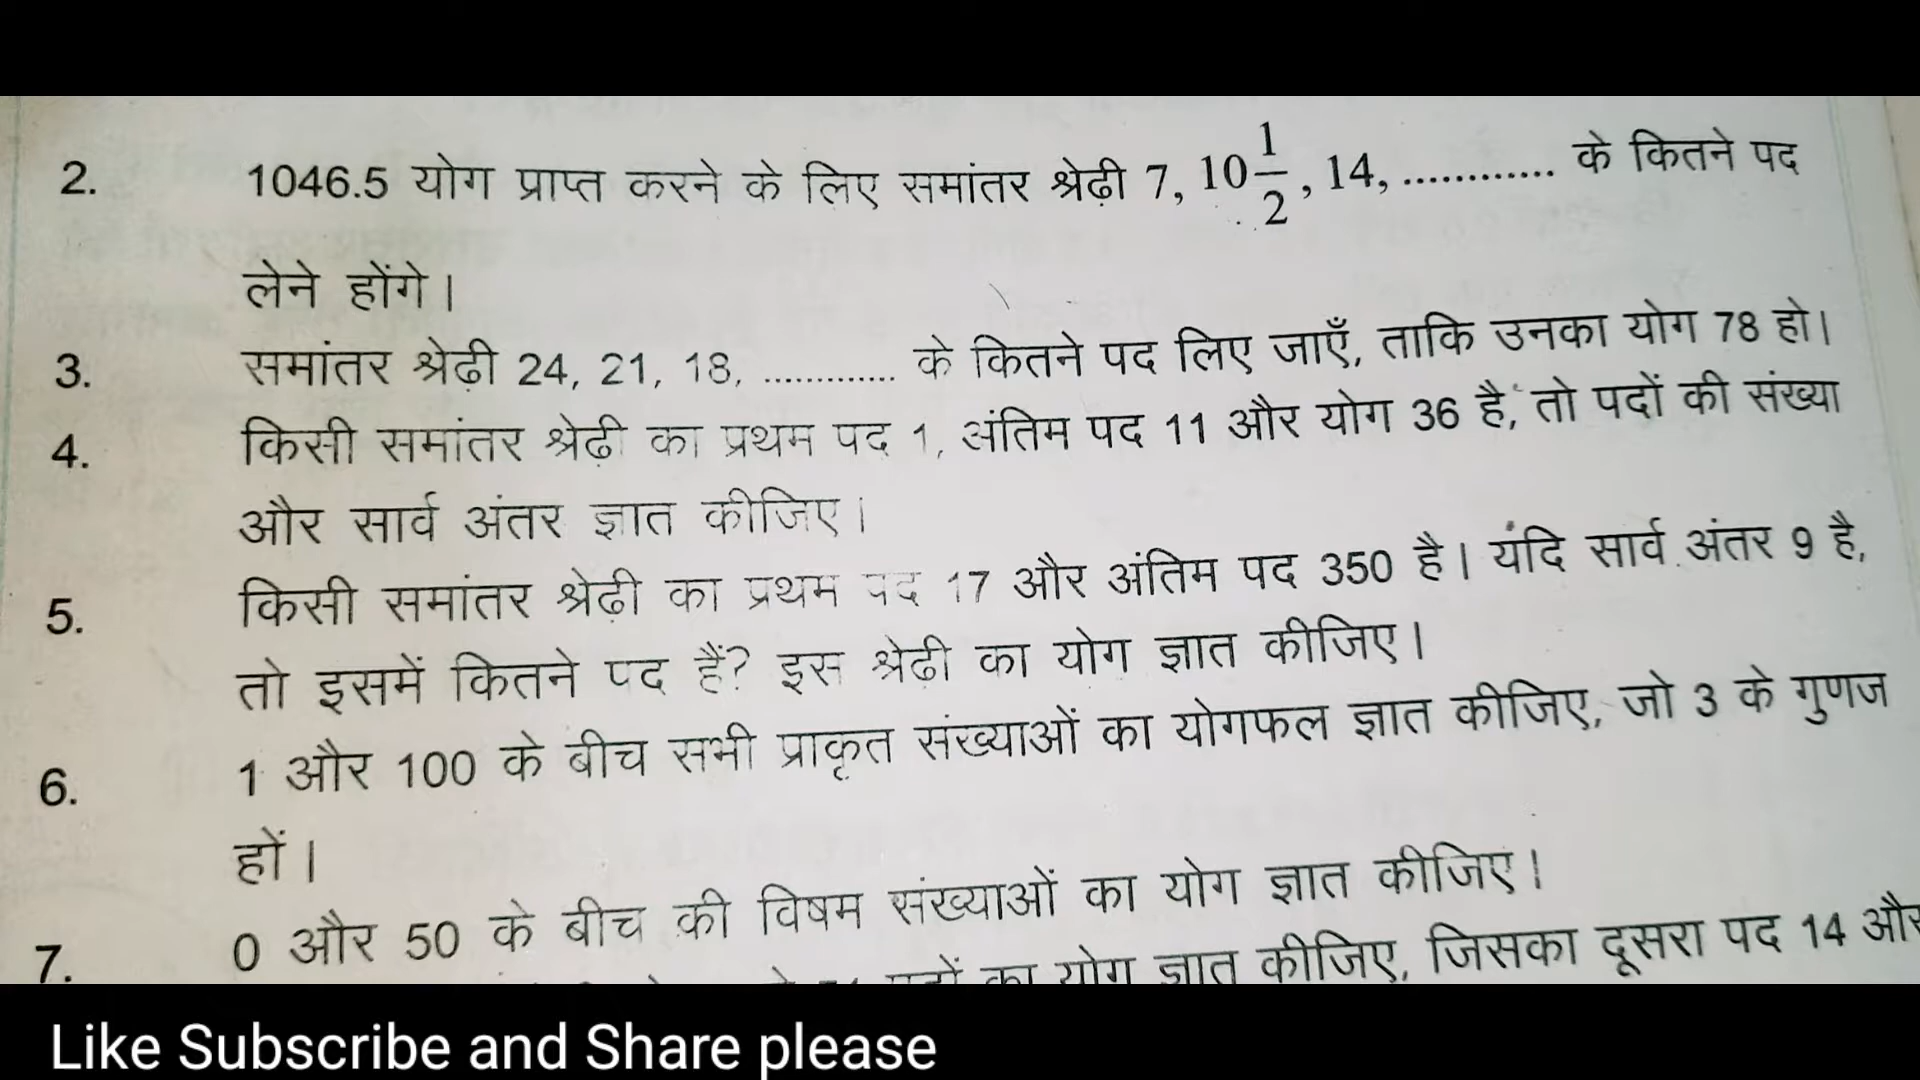 2. 1046.5 योग प्राप्त करने के लिए समांतर श्रेढ़ी 7, 10 1/2, 14, ............ के कितने पद
लेने होंगे।
3. समांतर श्रेढ़ी 24, 21, 18, ............. के कितने पद लिए जाएँ, ताकि उनका योग 78 हो।
4. किसी समांतर श्रेढ़ी का प्रथम पद 1, अंतिम पद 11 और योग 36 है, तो पदों की संख्या
और सार्व अंतर ज्ञात कीजिए।
5. किसी समांतर श्रेढ़ी का प्रथम पद 17 और अंतिम पद 350 है। यदि सार्व अंतर 9 है,
तो इसमें कितने पद हैं? इस श्रेढ़ी का योग ज्ञात कीजिए।
6. 1 और 100 के बीच सभी प्राकृत संख्याओं का योगफल ज्ञात कीजिए, जो 3 के गुणज
हों।
7. 0 और 50 के बीच की विषम संख्याओं का योग ज्ञात कीजिए।
का योग ज्ञात कीजिए, जिसका दूसरा पद 14 और
Like Subscribe and Share please